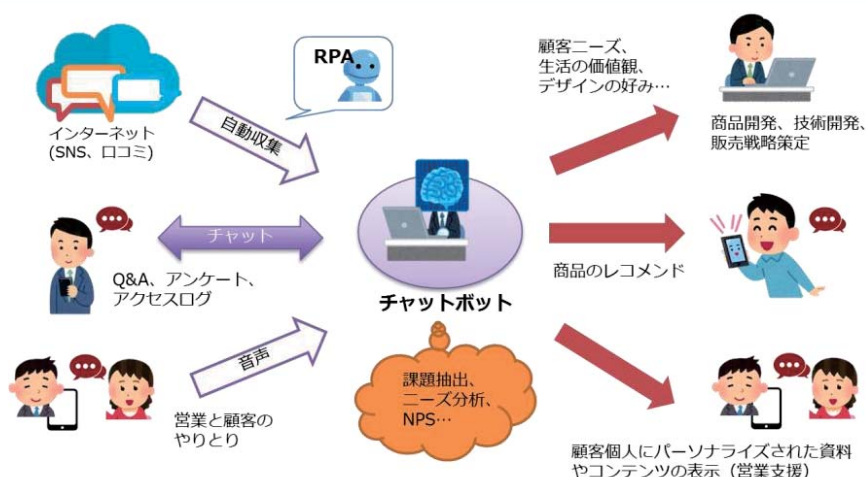 RPA
インターネット
(SNS、口コミ)
自動収集
顧客ニーズ、
生活の価値観、
デザインの好み…
商品開発、技術開発、
販売戦略策定
チャット
Q&A、アンケート、
アクセスログ
チャットボット
商品のレコメンド
音声
営業と顧客の
やりとり
課題抽出、
ニーズ分析、
NPS…
顧客個人にパーソナライズされた資料
やコンテンツの表示（営業支援）